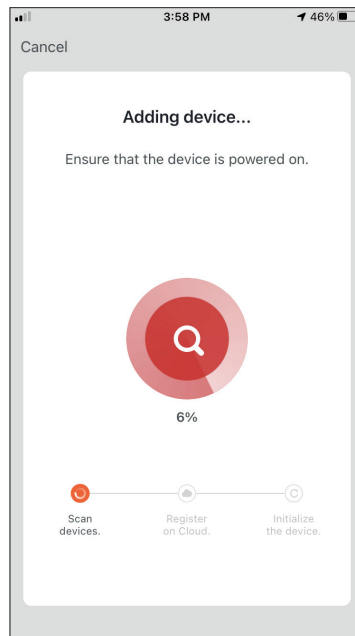 3:58 PM
46%
Cancel
Adding device...
Ensure that the device is powered on.
6%
Scan
devices.
Register
on Cloud.
Initialize
the device.